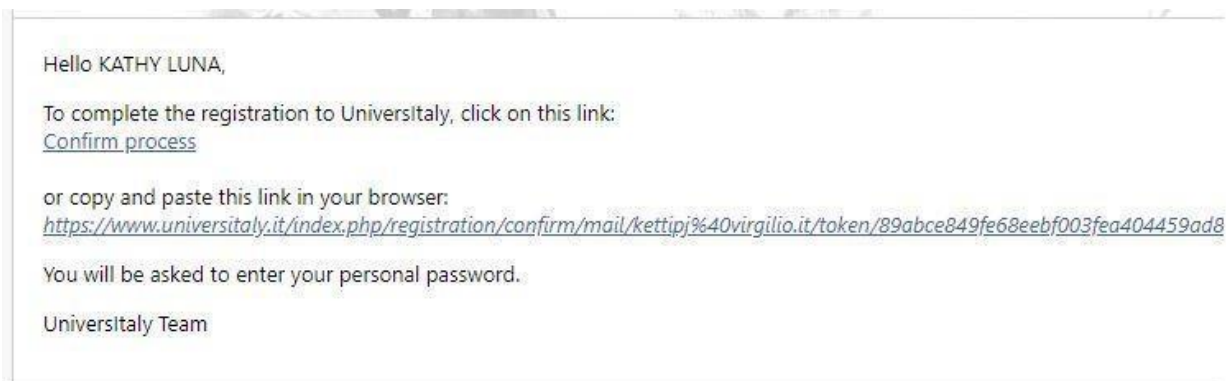 Hello KATHY LUNA,
To complete the registration to UniversItaly, click on this link:
Confirm process
or copy and paste this link in your browser:
https://www.universitaly.it/index.php/registration/confirm/mail/kettipj%40virgilio.it/token/89abce849fe68eebf003fea404459ad8
You will be asked to enter your personal password.
UniversItaly Team